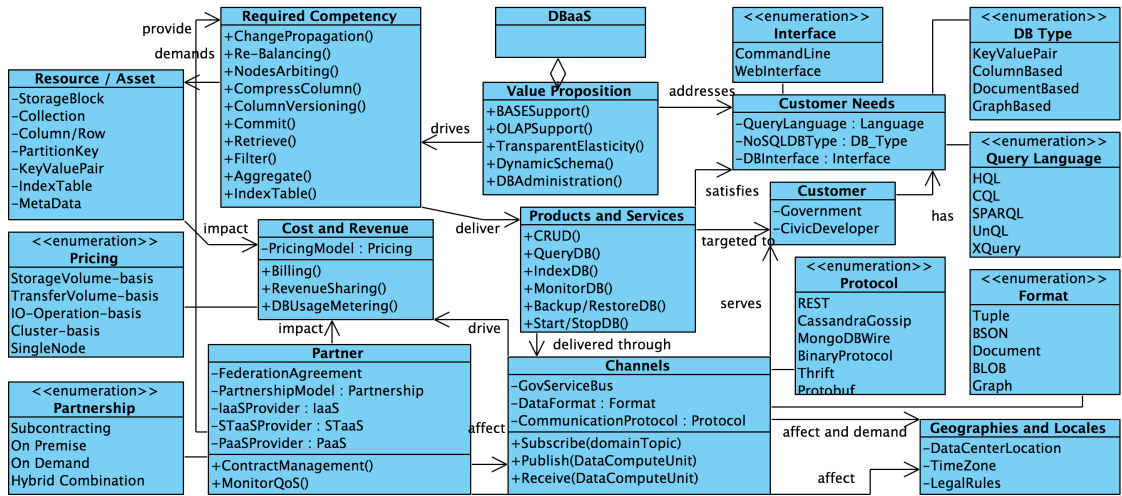 provide
demands
Required Competency
+ChangePropagation()
+Re-Balancing()
+NodesArbiting()
+CompressColumn()
+ColumnVersioning()
+Commit()
+Retrieve()
+Filter()
+Aggregate()
+IndexTable()
DBaaS
<<enumeration>>
Interface
CommandLine
WebInterface
<<enumeration>>
DB Type
KeyValuePair
ColumnBased
DocumentBased
GraphBased
Resource / Asset
-StorageBlock
-Collection
-Column/Row
-PartitionKey
-KeyValuePair
-IndexTable
-MetaData
drives
Value Proposition
+BASESupport()
+OLAPSupport()
+TransparentElasticity()
+DynamicSchema()
+DBAdministration()
addresses
Customer Needs
-QueryLanguage : Language
-NoSQLDBType : DB_Type
-DBInterface : Interface
<<enumeration>>
Query Language
HQL
CQL
SPARQL
UnQL
XQuery
satisfies
Customer
-Government
-CivicDeveloper
has
impact
Cost and Revenue
-PricingModel : Pricing
+Billing()
+RevenueSharing()
+DBUsageMetering()
deliver
Products and Services
+CRUD()
+QueryDB()
+IndexDB()
+MonitorDB()
+Backup/RestoreDB()
+Start/StopDB()
targeted to
<<enumeration>>
Pricing
StorageVolume-basis
TransferVolume-basis
IO-Operation-basis
Cluster-basis
SingleNode
serves
<<enumeration>>
Protocol
REST
CassandraGossip
MongoDBWire
BinaryProtocol
Thrift
Protobuf
<<enumeration>>
Format
Tuple
BSON
Document
BLOB
Graph
impact
drive
delivered through
Partner
-FederationAgreement
-PartnershipModel : Partnership
-IaaSProvider : IaaS
-STaaSProvider : STaaS
-PaaSProvider : PaaS
+ContractManagement()
+MonitorQoS()
affect
Channels
-GovServiceBus
-DataFormat : Format
-CommunicationProtocol : Protocol
+Subscribe(domainTopic)
+Publish(DataComputeUnit)
+Receive(DataComputeUnit)
<<enumeration>>
Partnership
Subcontracting
On Premise
On Demand
Hybrid Combination
affect and demand
affect
Geographies and Locales
-DataCenterLocation
-TimeZone
-LegalRules